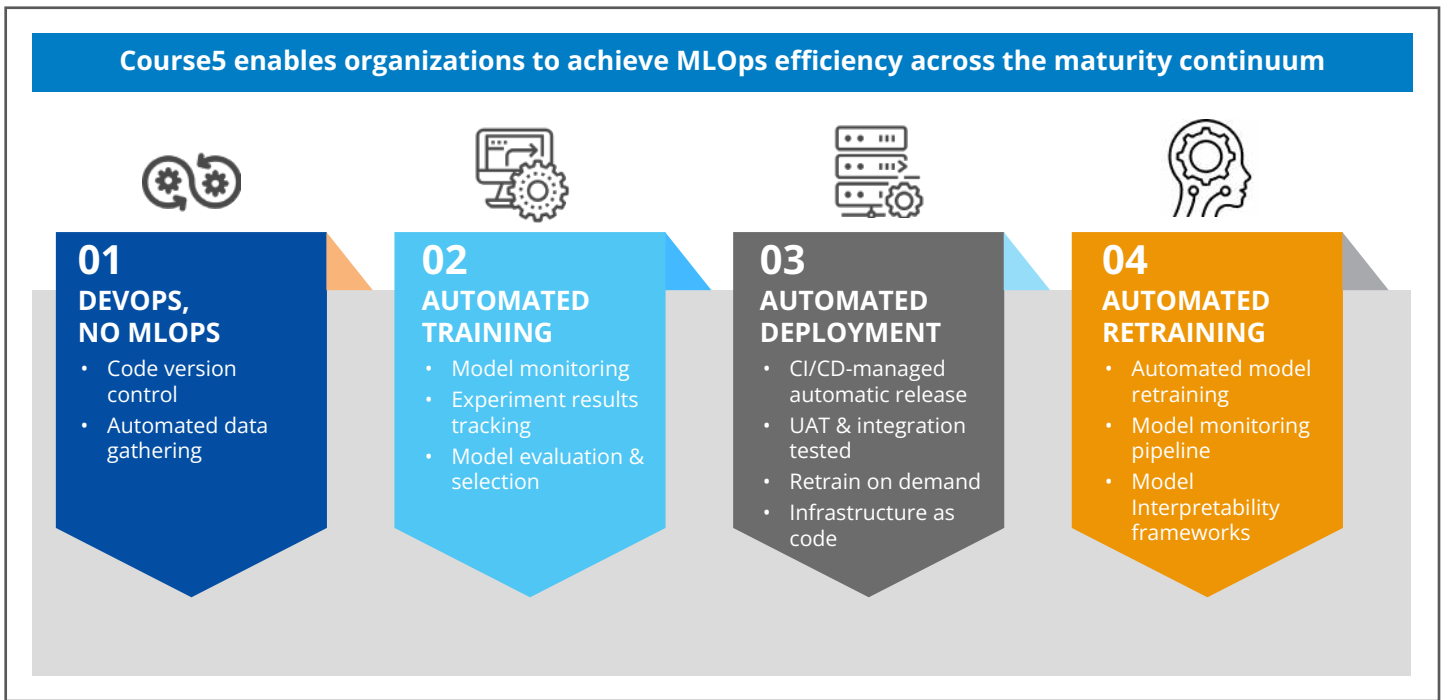 Course5 enables organizations to achieve MLOps efficiency across the maturity continuum
01
DEVOPS,
NO MLOPS
• Code version
control
• Automated data
gathering
02
AUTOMATED
TRAINING
• Model monitoring
• Experiment results
tracking
• Model evaluation &
selection
03
AUTOMATED
DEPLOYMENT
• CI/CD-managed
automatic release
• UAT & integration
tested
• Retrain on demand
• Infrastructure as
code
04
AUTOMATED
RETRAINING
• Automated model
retraining
• Model monitoring
pipeline
• Model
Interpretability
frameworks